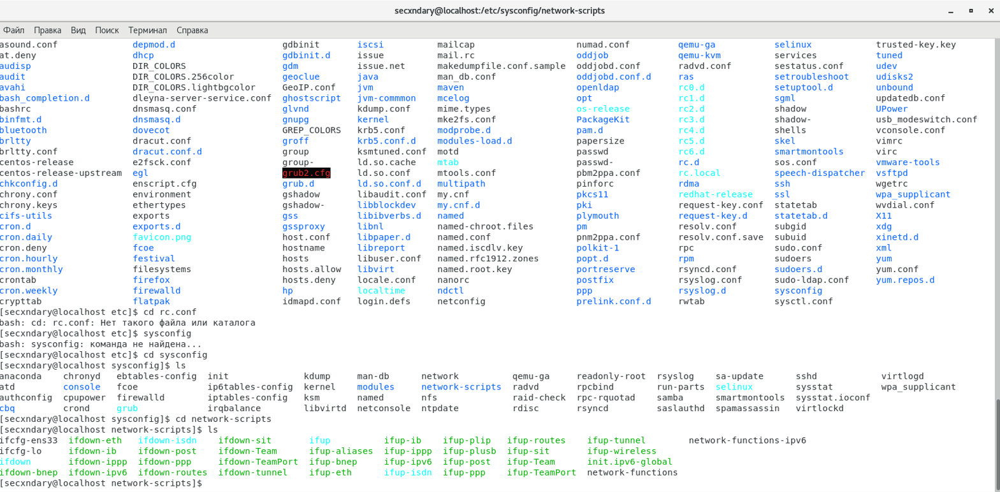 secxndary@localhost:/etc/sysconfig/network-scripts
Файл Правка Вид Поиск Терминал Справка
asound.conf depmod.d gdbinit iscsi mailcap numad.conf qemu-ga selinux trusted-key.key
at.deny dhcp gdbinit.d issue mail.rc oddjob qemu-kvm services tuned
audisp DIR_COLORS gdm issue.net makedumpfile.conf.sample oddjobd.conf radvd.conf sestatus.conf udev
audit DIR_COLORS.256color geoclue java man_db.conf oddjobd.conf.d ras setroubleshoot udisks2
avahi DIR_COLORS.lightbgcolor GeoIP.conf jvm maven openldap rc0.d setuptool.d unbound
bash_completion.d dleyna-server-service.conf ghostscript jvm-commmon mcelog opt rc1.d sgml updatedb.conf
bashrc dnsmasq.conf glvnd kdump.conf mime.types os-release rc2.d shadow UPower
binfmt.d dnsmasq.d gnupg kernel mke2fs.conf PackageKit rc3.d shadow- usb_modeswitch.conf
bluetooth dovecot GREP_COLORS krb5.conf modprobe.d pam.d rc4.d shells vconsole.conf
brltty dracut.conf groff krb5.conf.d modules-load.d papersize rc5.d skel vimrc
brltty.conf dracut.conf.d group ksmtuned.conf motd passwd rc6.d smartmontools virc
centos-release e2fsck.conf group- ld.so.cache mtab passwd- rc.d sos.conf vmware-tools
centos-release-upstream egl grub2.cfg ld.so.conf mtools.conf pbm2ppa.conf rc.local speech-dispatcher vsftpd
chkconfig.d enscript.cfg grub.d ld.so.conf.d multipath pinforc rdma ssh wgetrc
chrony.conf environment gshadow libaudit.conf my.cnf pkcs11 redhat-release ssl wpa_supplicant
chrony.keys ethertypes gshadow- libblockdev my.cnf.d pki request-key.conf statetab wvdial.conf
cifs-utils exports gss libibverbs.d named plymouth request-key.d statetab.d X11
cron.d exports.d gssproxy libnl named-chroot.files pm resolv.conf subgid xdg
cron.daily favicon.png host.conf libpaper.d named.conf pnm2ppa.conf resolv.conf.save subuid xinetd.d
cron.deny fcoe hostname libreport named.iscdlv.key polkit-1 rpc sudo.conf xml
cron.hourly festival hosts libuser.conf named.rfc1912.zones popt.d rpm sudoers yum
cron.monthly filesystems hosts.allow libvirt named.root.key portreserve rsyncd.conf sudoers.d yum.conf
crontab firefox hosts.deny locale.conf nanorc postfix rsyslog.conf sudo-ldap.conf yum.repos.d
cron.weekly firewalld hp localtime ndctl ppp rsyslog.d sysconfig
crypttab flatpak idmapd.conf login.defs netconfig prelink.conf.d rwtab sysctl.conf
[secxndary@localhost etc]$ cd rc.conf
bash: cd: rc.conf: Нет такого файла или каталога
[secxndary@localhost etc]$ sysconfig
bash: sysconfig: команда не найдена...
[secxndary@localhost etc]$ cd sysconfig
[secxndary@localhost sysconfig]$ ls
anaconda chronyd ebtables-config init kdump man-db network qemu-ga readonly-root rsyslog sa-update sshd virtlogd
atd console fcoe ip6tables-config kernel modules network-scripts radvd rpcbind run-parts selinux sysstat wpa_supplicant
authconfig cpupower firewalld iptables-config ksm named nfs raid-check rpc-rquotad samba smartmontools sysstat.ioconf
cbq crond grub irqbalance libvirtd netconsole ntpdate rdisc rsyncd saslauthd spamassassin virtlockd
[secxndary@localhost sysconfig]$ cd network-scripts
[secxndary@localhost network-scripts]$ ls
ifcfg-ens33 ifdown-eth ifdown-isdn ifdown-sit ifup ifup-ib ifup-plip ifup-routes ifup-tunnel network-functions-ipv6
ifcfg-lo ifdown-ib ifdown-post ifdown-Team ifup-aliases ifup-ippp ifup-plusb ifup-sit ifup-wireless
ifdown ifdown-ippp ifdown-ppp ifdown-TeamPort ifup-bnep ifup-ipv6 ifup-post ifup-Team init.ipv6-global
ifdown-bnep ifdown-ipv6 ifdown-routes ifdown-tunnel ifup-eth ifup-isdn ifup-ppp ifup-TeamPort network-functions
[secxndary@localhost network-scripts]$